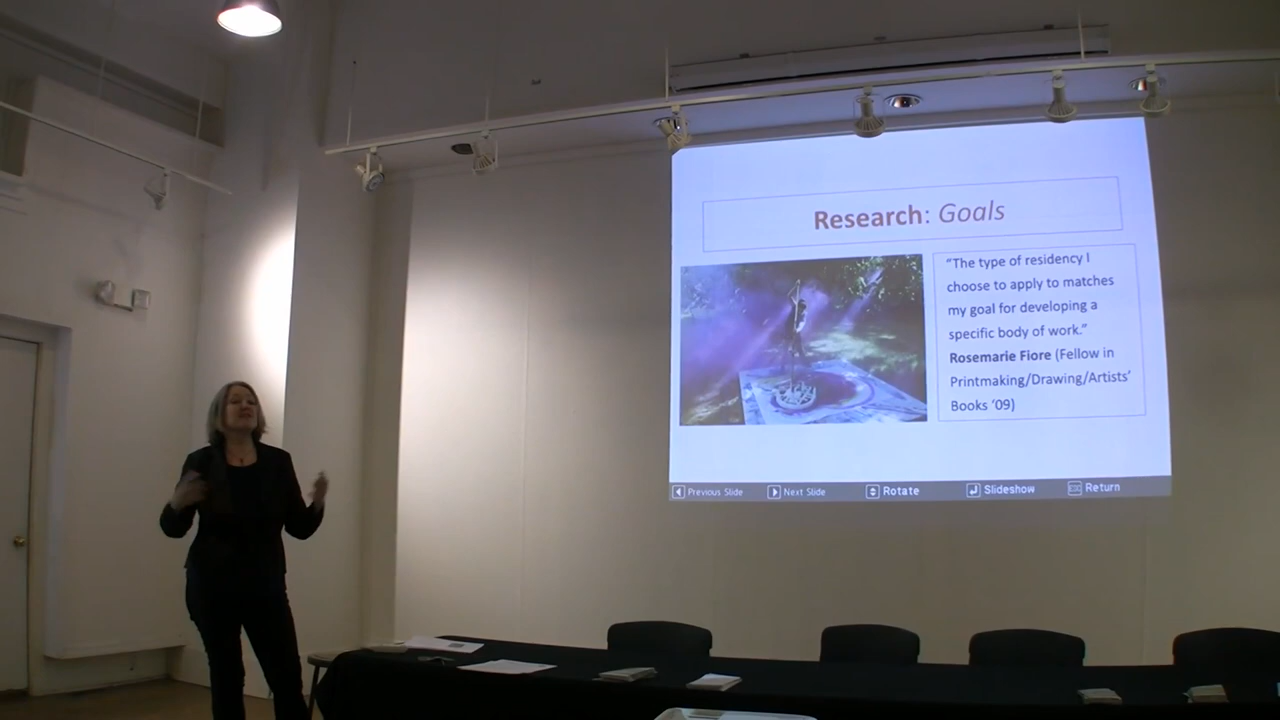 Research: Goals
“The type of residency I
choose to apply to matches
my goal for developing a
specific body of work.”
Rosemarie Fiore (Fellow in
Printmaking/Drawing/Artists’
Books ‘09)
Previous Slide Next Slide Rotate Slideshow ESC Return